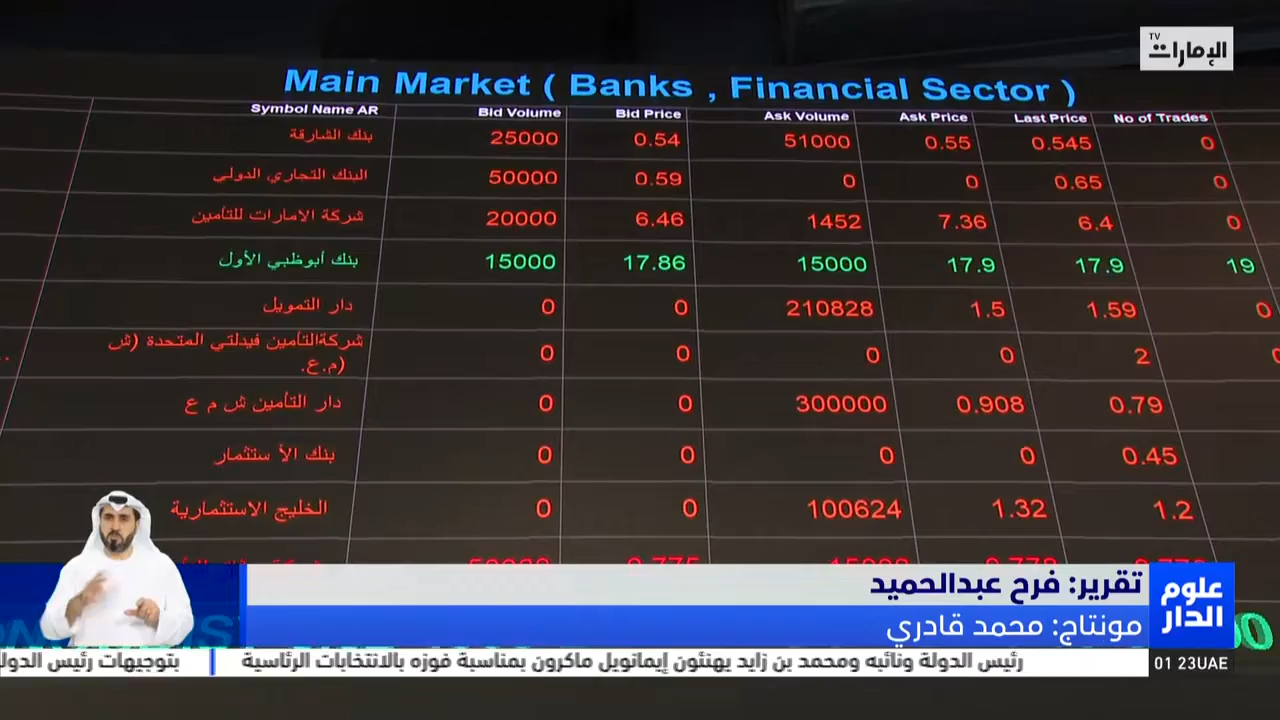 TV
الإمارات
Main Market ( Banks , Financial Sector )
Symbol Name AR Bid Volume Bid Price Ask Volume Ask Price Last Price No of Trades
بنك الشارقة 25000 0.54 51000 0.55 0.545 0
البنك التجاري الدولي 50000 0.59 0 0 0.65 0
شركة الامارات للتأمين 20000 6.46 1452 7.36 6.4 0
بنك أبوظبي الأول 15000 17.86 15000 17.9 17.9 19
دار التمويل 0 0 210828 1.5 1.59 0
شركةالتأمين فيدلتي المتحدة (ش
م.ع.) 0 0 0 0 2 0
دار التأمين ش م ع 0 0 300000 0.908 0.79
بنك الأ ستثمار 0 0 0 0 0.45
الخليج الاستثمارية 0 0 100624 1.32 1.2
تقرير: فرح عبدالحميد
مونتاج: محمد قادري
علوم
الدار
رئيس الدولة ونائبه ومحمد بن زايد يهنئون إيمانويل ماكرون بمناسبة فوزه بالانتخابات الرئاسية
بتوجيهات رئيس
01 23UAE